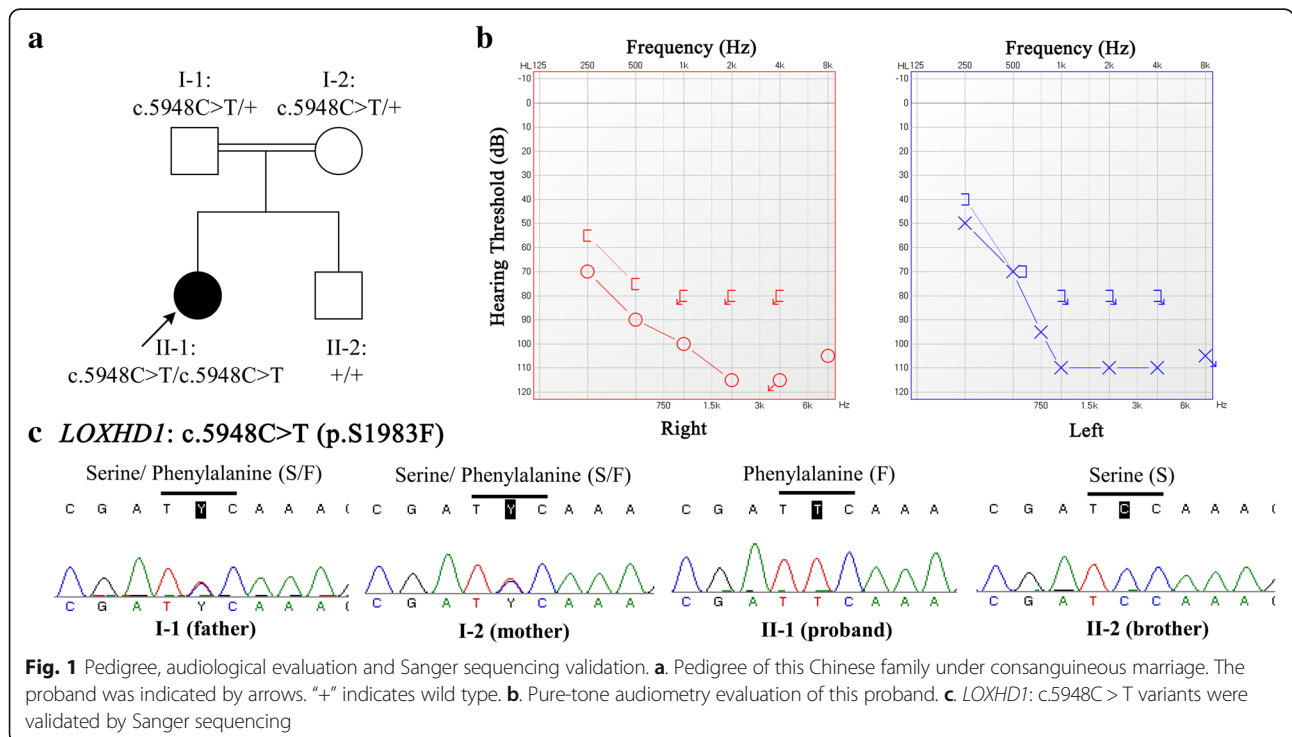 a
I-1:
c.5948C>T/+
I-2:
c.5948C>T/+
II-1:
c.5948C>T/c.5948C>T
II-2:
+/+
b
Frequency (Hz)
HL 125 250 500 1k 2k 4k 8k
-10
0
10
20
30
40
50
60
70
80
90
100
110
120
Hearing Threshold (dB)
750 1.5k 3k 6k Hz
Right
Frequency (Hz)
HL 125 250 500 1k 2k 4k 8k
-10
0
10
20
30
40
50
60
70
80
90
100
110
120
750 1.5k 3k 6k Hz
Left
c LOXHD1: c.5948C>T (p.S1983F)
Serine/ Phenylalanine (S/F)
C G A T Y C A A A (
C G A T Y C A A A (
I-1 (father)
Serine/ Phenylalanine (S/F)
C G A T Y C A A A
C G A T Y C A A A
I-2 (mother)
Phenylalanine (F)
C G A T T C A A A
C G A T T C A A A
II-1 (proband)
Serine (S)
C G A T C C A A A (
C G A T C C A A A (
II-2 (brother)
Fig. 1 Pedigree, audiological evaluation and Sanger sequencing validation. a. Pedigree of this Chinese family under consanguineous marriage. The
proband was indicated by arrows. “+” indicates wild type. b. Pure-tone audiometry evaluation of this proband. c. LOXHD1: c.5948C > T variants were
validated by Sanger sequencing